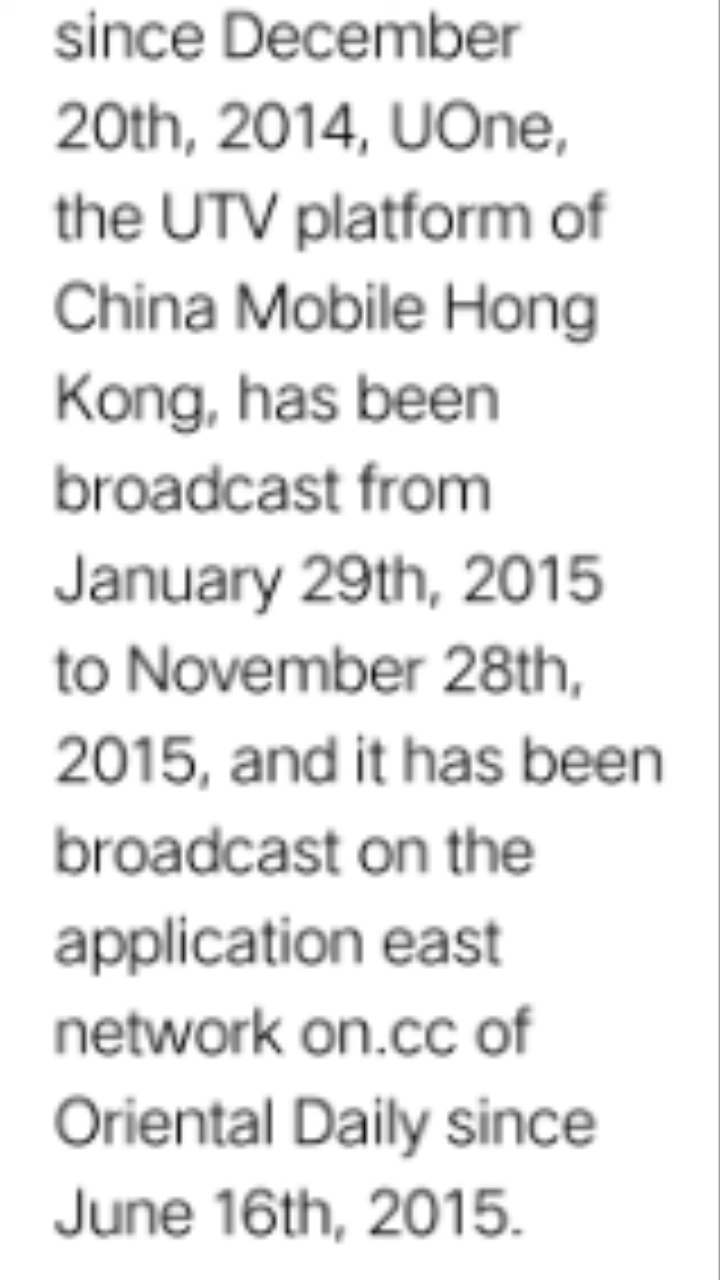 since December
20th, 2014, UOne,
the UTV platform of
China Mobile Hong
Kong, has been
broadcast from
January 29th, 2015
to November 28th,
2015, and it has been
broadcast on the
application east
network on.cc of
Oriental Daily since
June 16th, 2015.